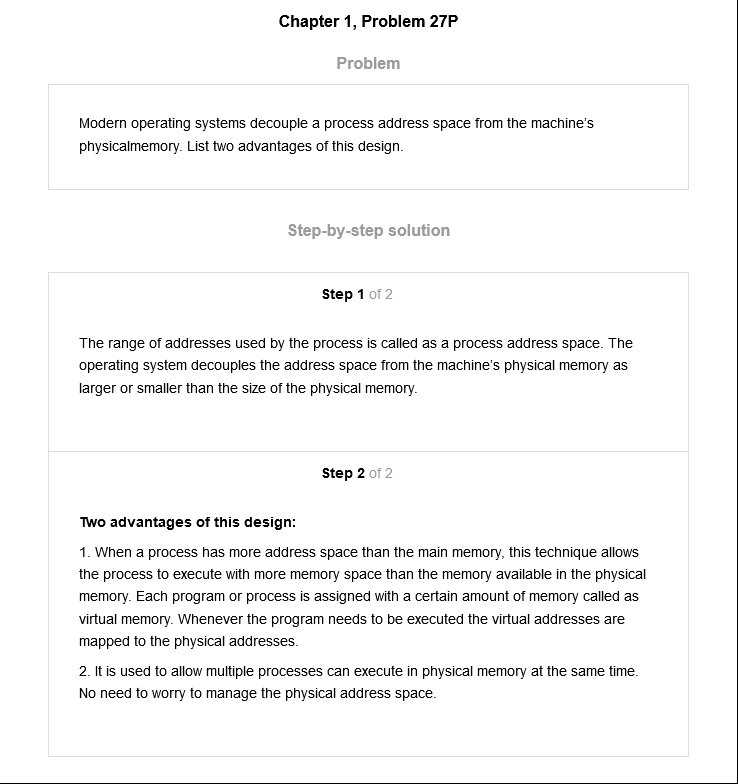 Chapter 1, Problem 27P
Problem
Modern operating systems decouple a process address space from the machine's
physicalmemory. List two advantages of this design.
Step-by-step solution
Step 1 of 2
The range of addresses used by the process is called as a process address space. The
operating system decouples the address space from the machine's physical memory as
larger or smaller than the size of the physical memory.
Step 2 of 2
Two advantages of this design:
1. When a process has more address space than the main memory, this technique allows
the process to execute with more memory space than the memory available in the physical
memory. Each program or process is assigned with a certain amount of memory called as
virtual memory. Whenever the program needs to be executed the virtual addresses are
mapped to the physical addresses.
2. It is used to allow multiple processes can execute in physical memory at the same time.
No need to worry to manage the physical address space.